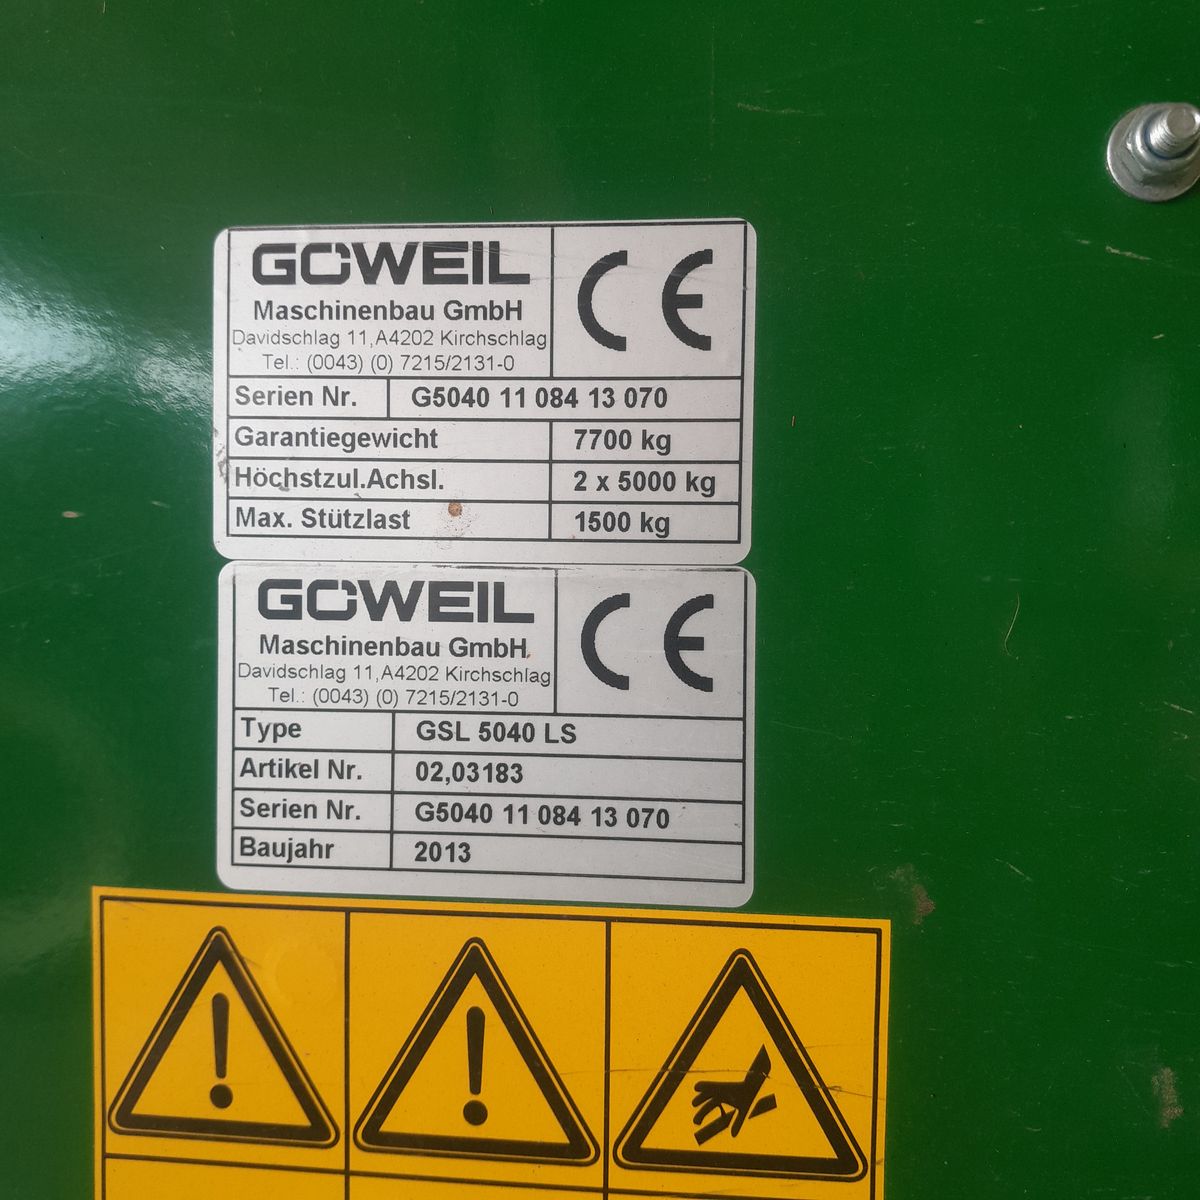 GÖWEIL
Maschinenbau GmbH
Davidschlag 11,A4202 Kirchschlag
Tel.: (0043) (0) 7215/2131-0
CE
Serien Nr. G5040 11 084 13 070
Garantiegewicht 7700 kg
Höchstzul.Achsl. 2 x 5000 kg
Max. Stützlast 1500 kg
GÖWEIL
Maschinenbau GmbH
Davidschlag 11,A4202 Kirchschlag
Tel.: (0043) (0) 7215/2131-0
CE
Type GSL 5040 LS
Artikel Nr. 02,03183
Serien Nr. G5040 11 084 13 070
Baujahr 2013